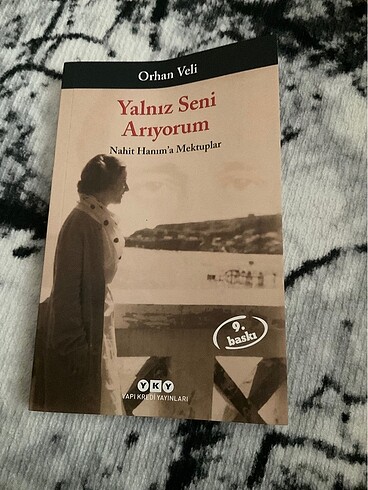 Orhan Veli
Yalnız Seni
Arıyorum
Nahit Hanım'a Mektuplar
9.
baskı
YKY
YAPI KREDİ YAYINLARI